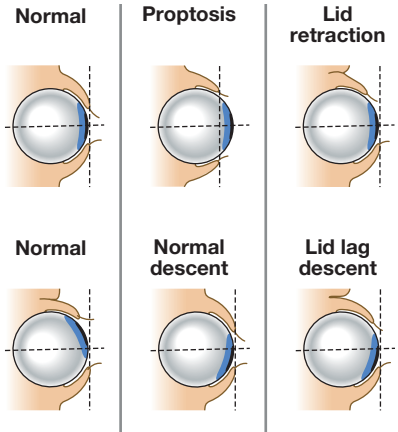 Normal
Proptosis
Lid
retraction
Normal
Normal
descent
Lid lag
descent